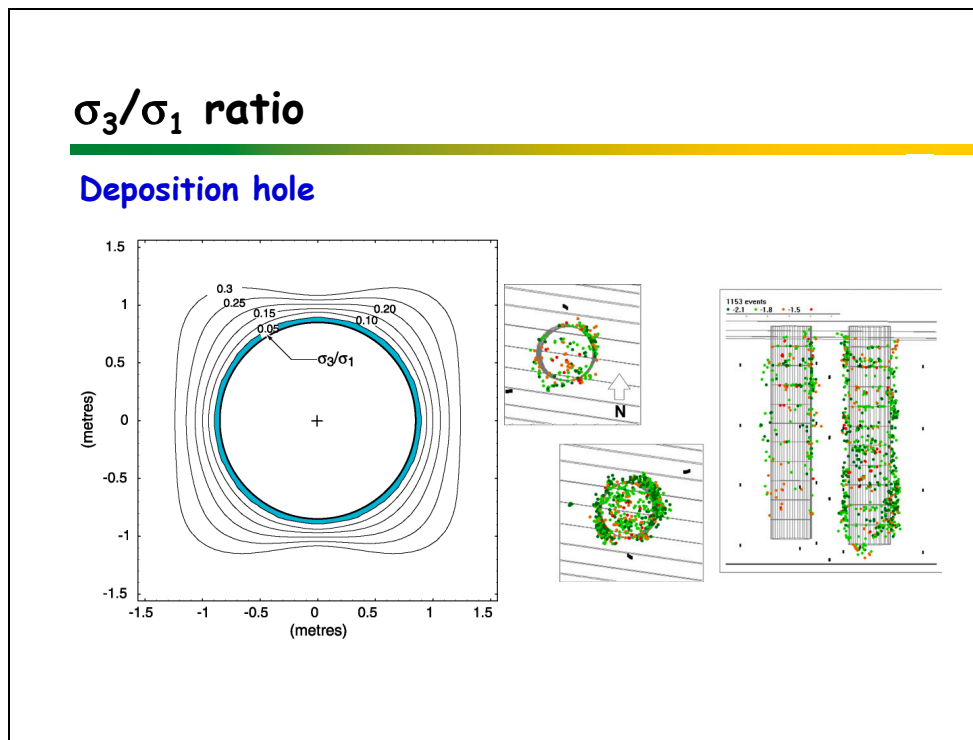 σ₃/σ₁ ratio
Deposition hole
1.5
1
0.5
0
-0.5
-1
-1.5
(metres)
-1.5
-1
-0.5
0
0.5
1
1.5
(metres)
0.3
0.25
0.20
0.15
0.10
0.05
σ₃/σ₁
N
1153 events
-2.1 -1.8 -1.5